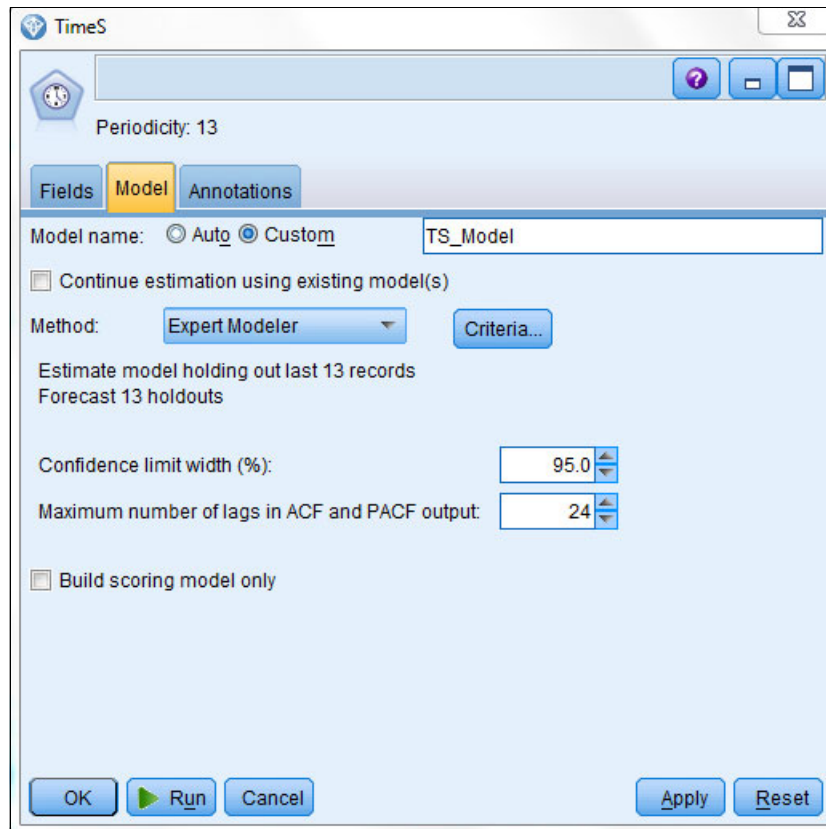 TimeS
?
Periodicity: 13
Fields Model Annotations
Model name: Auto Custom TS_Model
Continue estimation using existing model(s)
Method: Expert Modeler Criteria...
Estimate model holding out last 13 records
Forecast 13 holdouts
Confidence limit width (%): 95.0
Maximum number of lags in ACF and PACF output: 24
Build scoring model only
OK Run Cancel Apply Reset